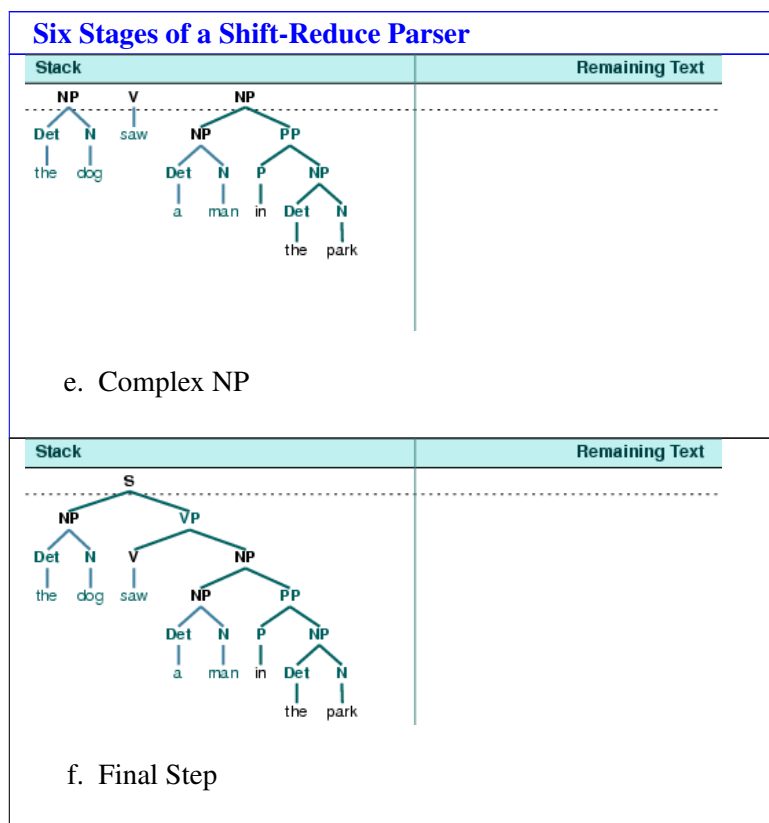 Six Stages of a Shift-Reduce Parser
Stack Remaining Text
NP V NP
Det N saw NP PP
the dog Det N P NP
a man in Det N
the park
e. Complex NP
Stack Remaining Text
S
NP VP
Det N V NP
the dog saw NP PP
Det N P NP
a man in Det N
the park
f. Final Step